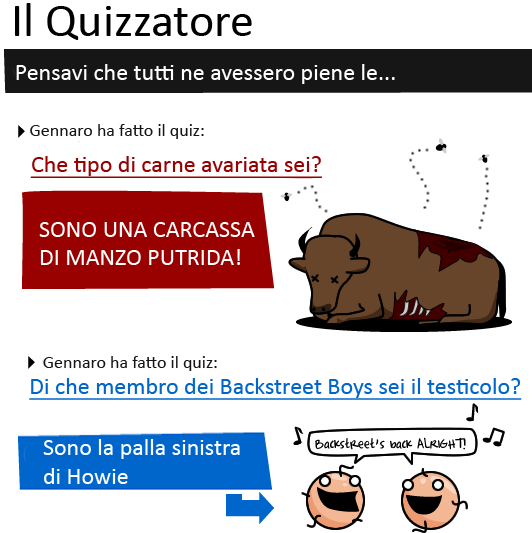 Il Quizzatore
Pensavi che tutti ne avessero piene le...
Gennaro ha fatto il quiz:
Che tipo di carne avariata sei?
SONO UNA CARCASSA
DI MANZO PUTRIDA!
Gennaro ha fatto il quiz:
Di che membro dei Backstreet Boys sei il testicolo?
Sono la palla sinistra
di Howie
Backstreet's back ALRIGHT!